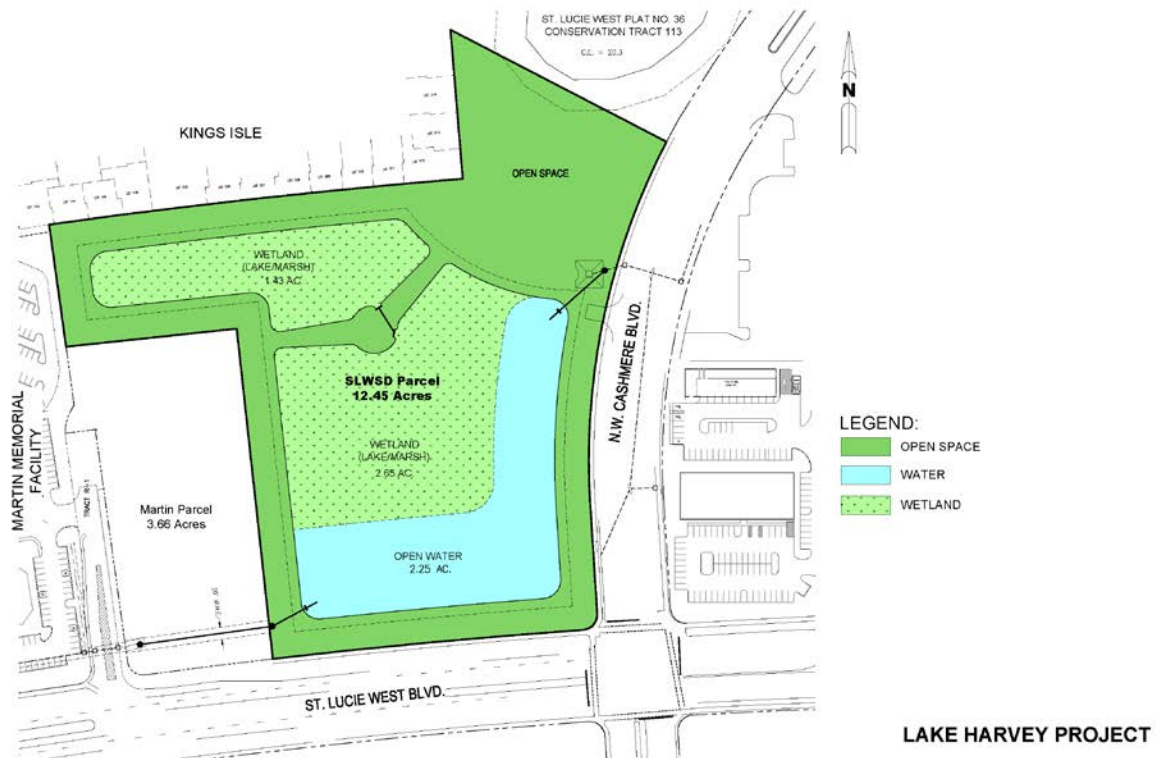 ST. LUCIE WEST PLAT NO. 36
CONSERVATION TRACT 113
C.E. = 20.3
N
KINGS ISLE
OPEN SPACE
WETLAND
(LAKE/MARSH)
1.43 AC.
N.W. CASHMERE BLVD.
SLWSD Parcel
12.45 Acres
WETLAND
(LAKE/MARSH)
2.65 AC.
MARTIN MEMORIAL
FACILITY
Martin Parcel
3.66 Acres
OPEN WATER
2.25 AC.
ST. LUCIE WEST BLVD.
LEGEND:
OPEN SPACE
WATER
WETLAND
LAKE HARVEY PROJECT